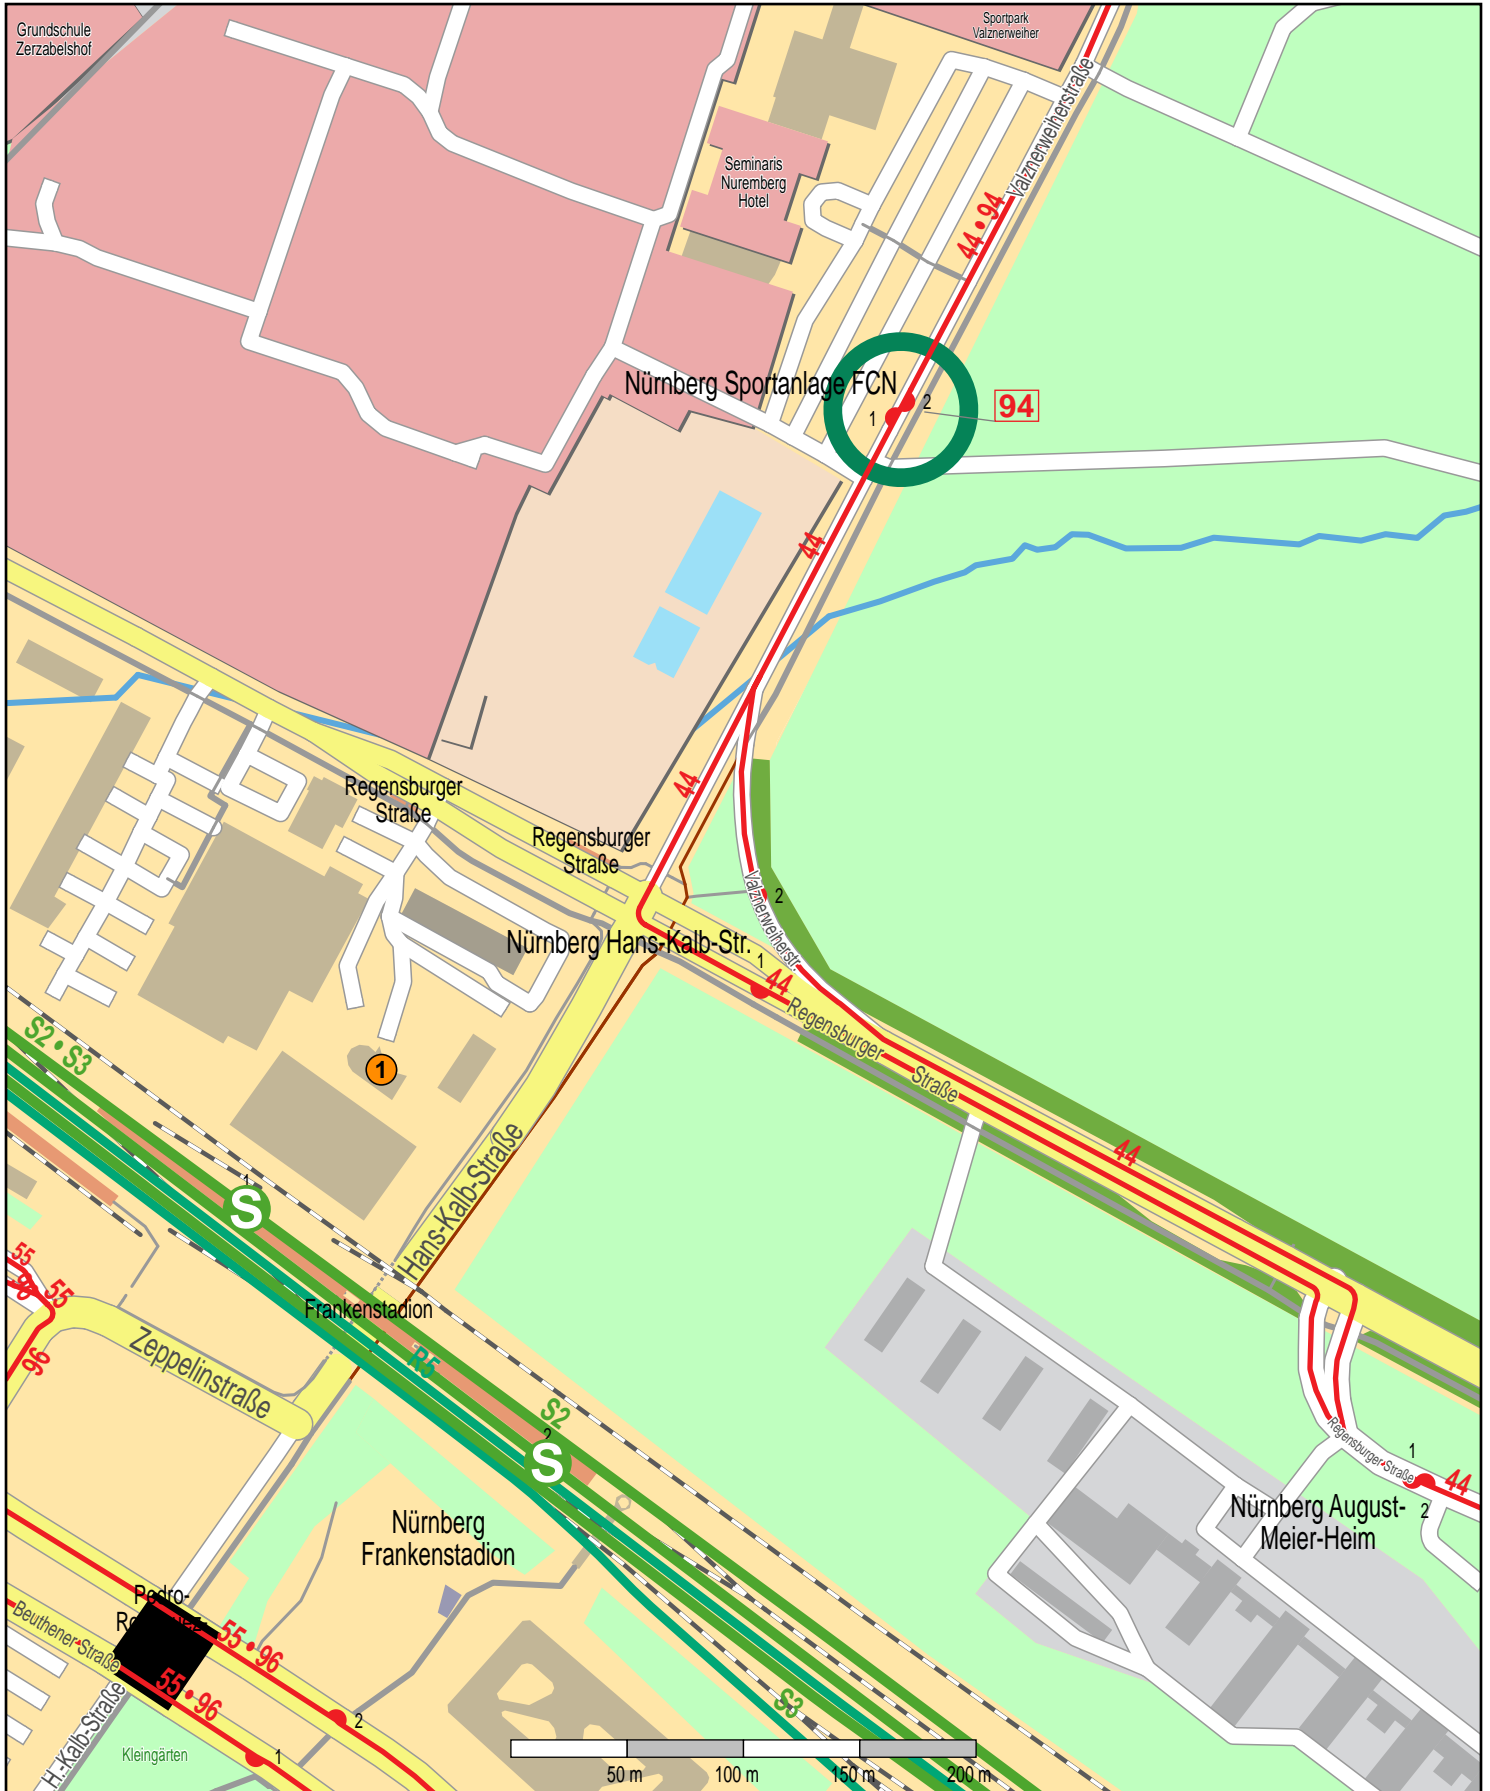 Grundschule
Zerzabelshof
Sportpark
Valznerweiher
Valznerweiherstraße
Seminaris
Nuremberg
Hotel
44 • 94
Nürnberg Sportanlage FCN
2
1
94
44
44
Regensburger
Straße
Regensburger
Straße
Valznerweiherstr.
2
Nürnberg Hans-Kalb-Str.
1
44
Regensburger
Straße
S2 • S3
1
44
Hans-Kalb-Straße
1
S
55
96
55
96
Frankenstadion
R5
Zeppelinstraße
S2
2
S
Regensburger Straße
1
44
2
Nürnberg August-
Meier-Heim
Nürnberg
Frankenstadion
Pedro-
Beuthener-Straße
55 • 96
55 • 96
H.-Kalb-Straße
S3
2
1
Kleingärten
50 m
100 m
150 m
200 m